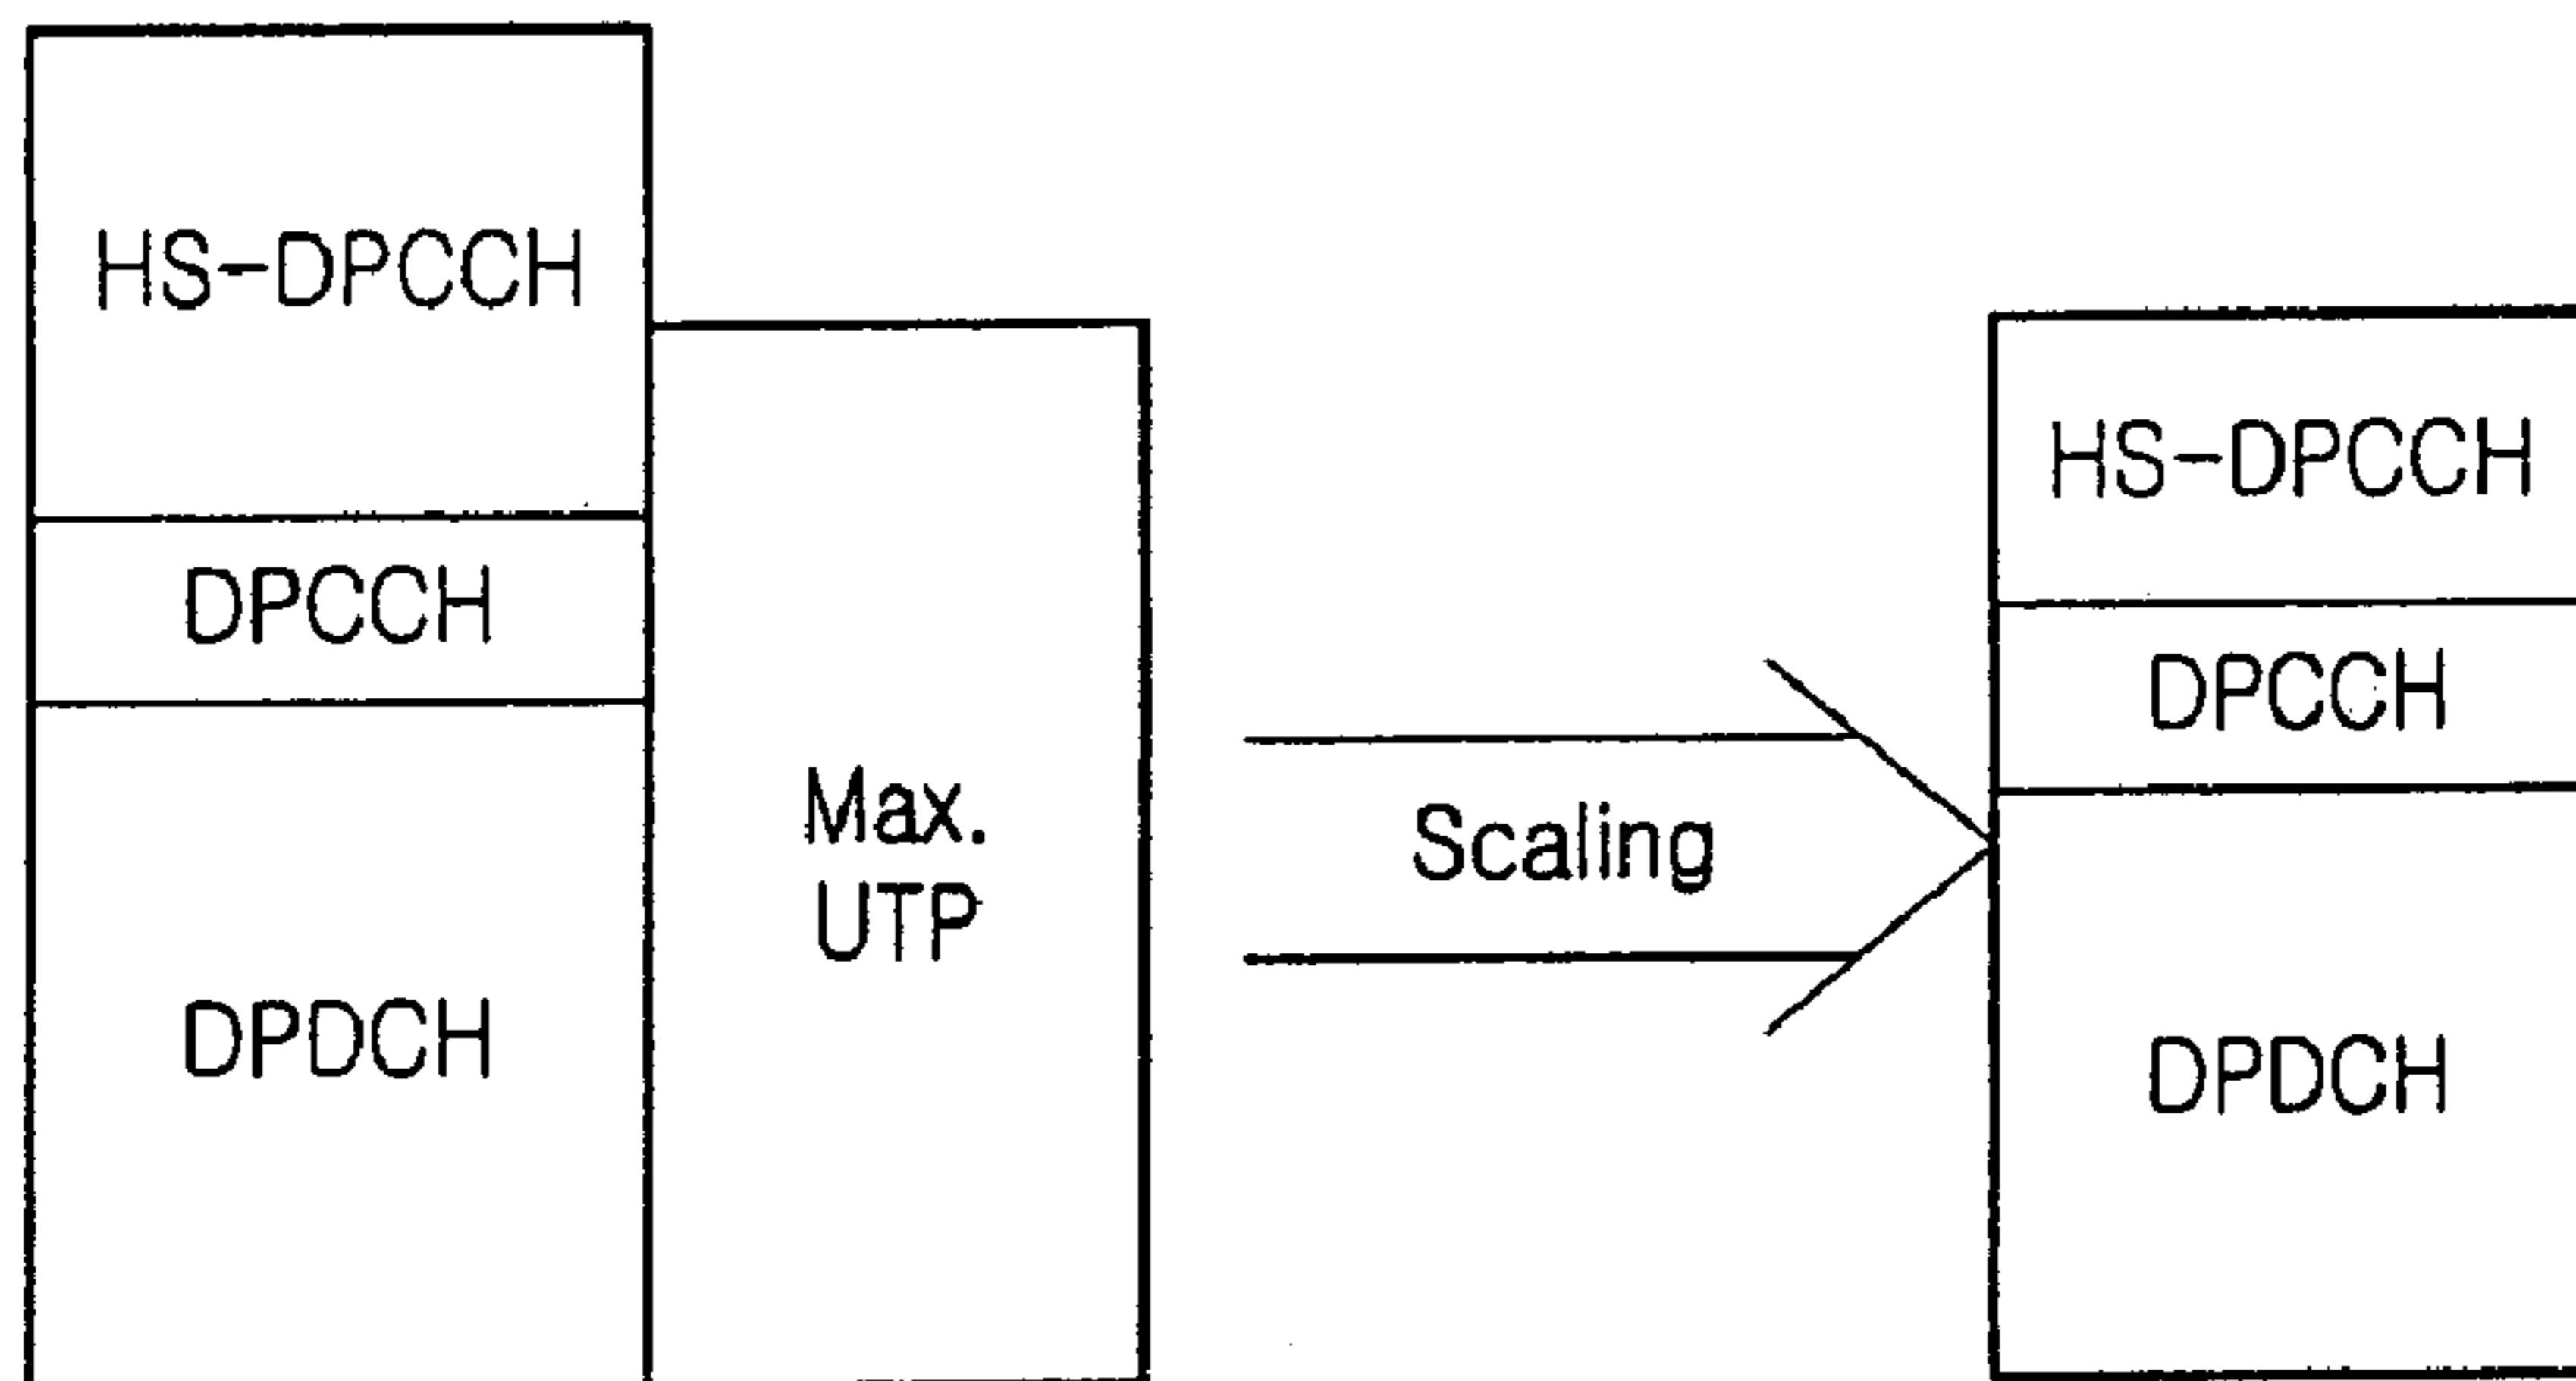 HS-DPCCH
DPCCH
DPDCH
Max.
UTP
Scaling
HS-DPCCH
DPCCH
DPDCH